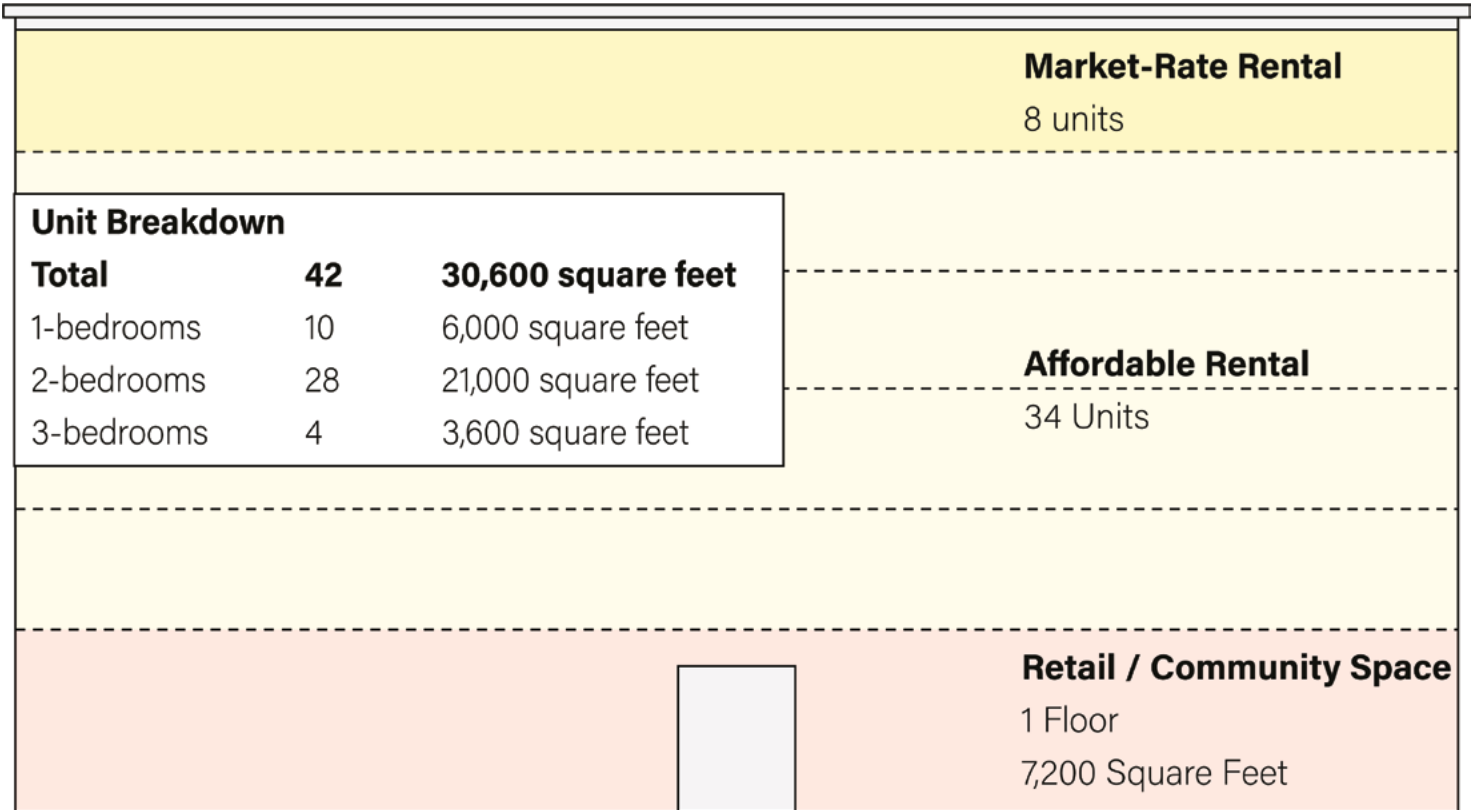 Market-Rate Rental
8 units
Unit Breakdown
Total 42 30,600 square feet
1-bedrooms 10 6,000 square feet
2-bedrooms 28 21,000 square feet
3-bedrooms 4 3,600 square feet
Affordable Rental
34 Units
Retail / Community Space
1 Floor
7,200 Square Feet